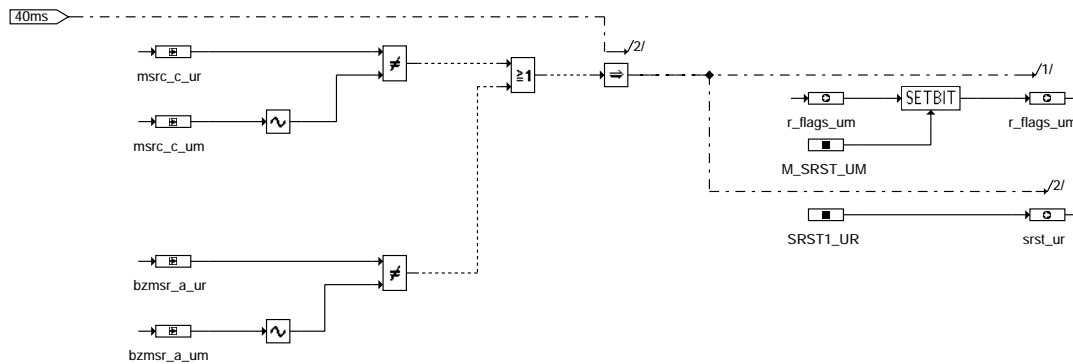 40ms
/2/
msrc_c_ur
≠
≥1
⇒
/1/
msrc_c_um
∿
r_flags_um
SETBIT
r_flags_um
M_SRST_UM
/2/
SRST1_UR
srst_ur
bzmsr_a_ur
≠
bzmsr_a_um
∿